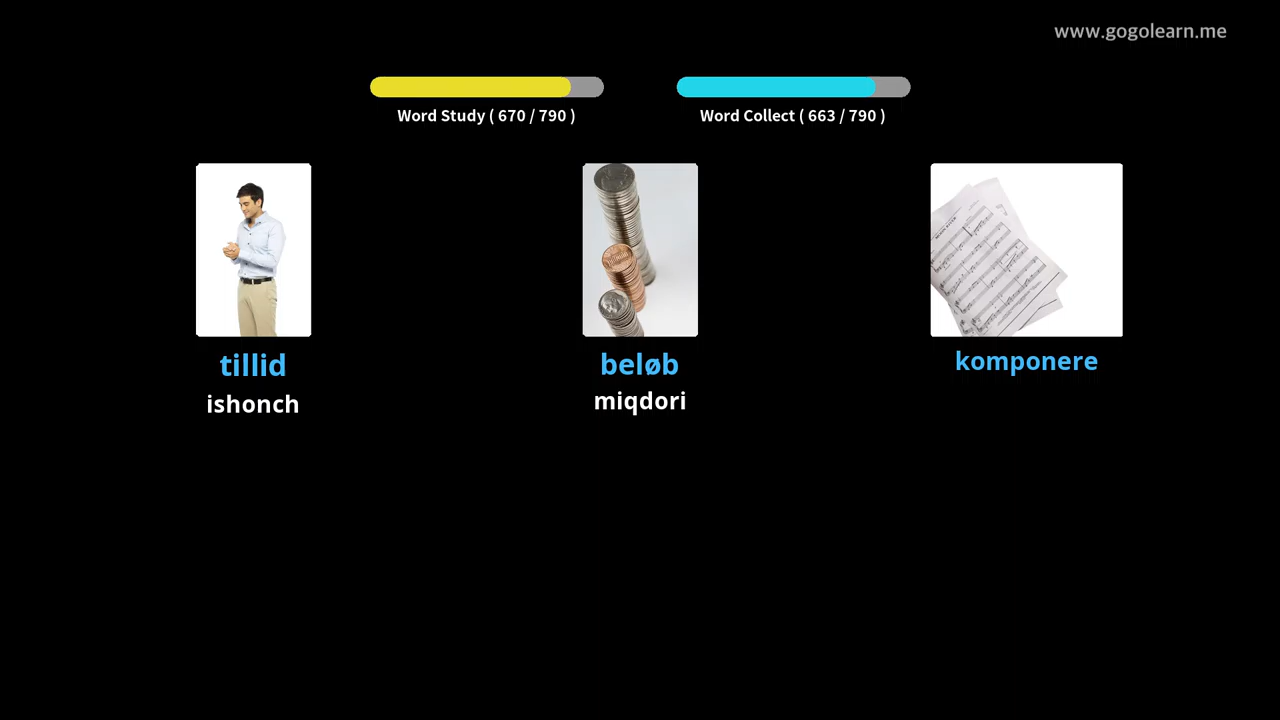 www.gogolearn.me
Word Study ( 670 / 790 )
Word Collect ( 663 / 790 )
tillid
ishonch
beløb
miqdori
komponere